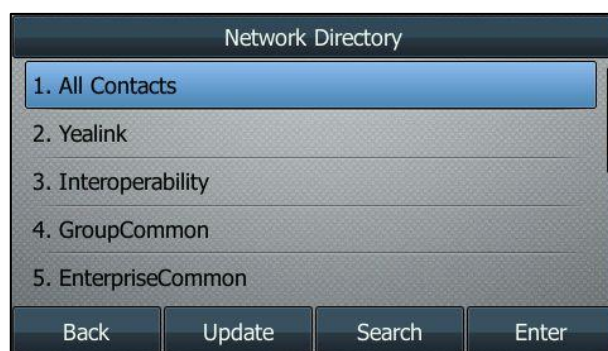 Network Directory
1. All Contacts
2. Yealink
3. Interoperability
4. GroupCommon
5. EnterpriseCommon
Back Update Search Enter